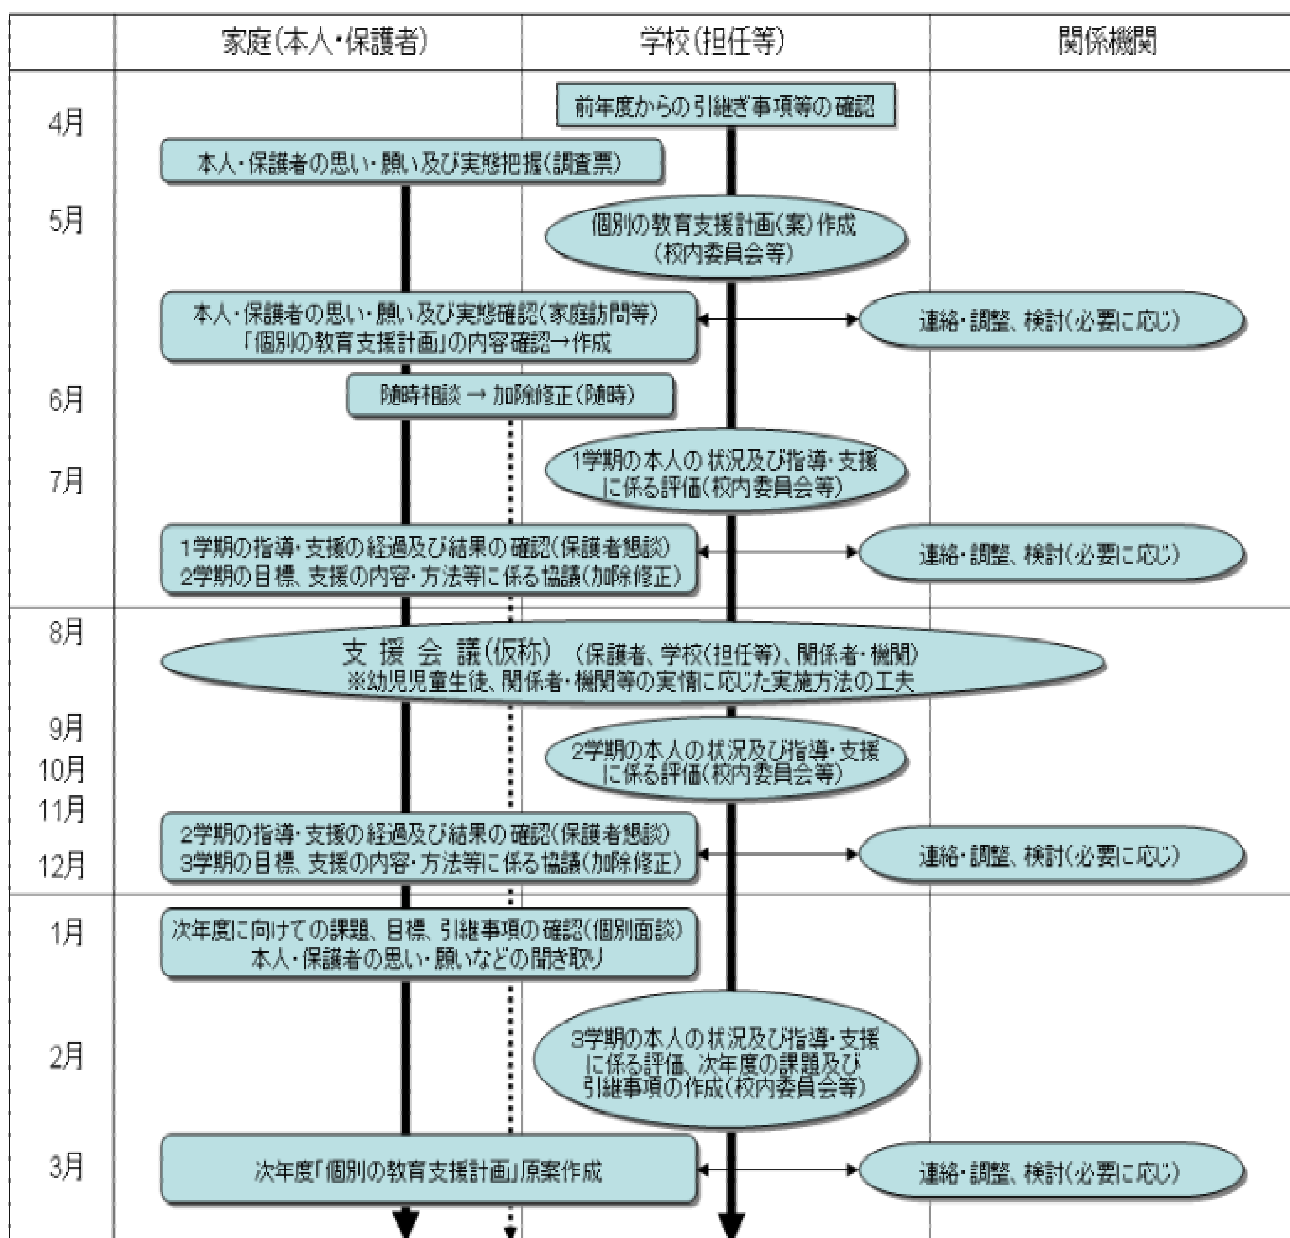 家庭(本人・保護者)
学校(担任等)
関係機関
4月
前年度からの引継ぎ事項等の確認
本人・保護者の思い・願い及び実態把握(調査票)
5月
個別の教育支援計画(案)作成
(校内委員会等)
本人・保護者の思い・願い及び実態確認(家庭訪問等)
「個別の教育支援計画」の内容確認→作成
連絡・調整、検討(必要に応じ)
6月
随時相談 → 加除修正(随時)
7月
1学期の本人の状況及び指導・支援
に係る評価(校内委員会等)
1学期の指導・支援の経過及び結果の確認(保護者懇談)
2学期の目標、支援の内容・方法等に係る協議(加除修正)
連絡・調整、検討(必要に応じ)
8月
支 援 会 議(仮称) (保護者、学校(担任等)、関係者・機関)
※幼児児童生徒、関係者・機関等の実情に応じた実施方法の工夫
9月
10月
2学期の本人の状況及び指導・支援
に係る評価(校内委員会等)
11月
12月
2学期の指導・支援の経過及び結果の確認(保護者懇談)
3学期の目標、支援の内容・方法等に係る協議(加除修正)
連絡・調整、検討(必要に応じ)
1月
次年度に向けての課題、目標、引継事項の確認(個別面談)
本人・保護者の思い・願いなどの聞き取り
2月
3学期の本人の状況及び指導・支援
に係る評価、次年度の課題及び
引継事項の作成(校内委員会等)
3月
次年度「個別の教育支援計画」原案作成
連絡・調整、検討(必要に応じ)